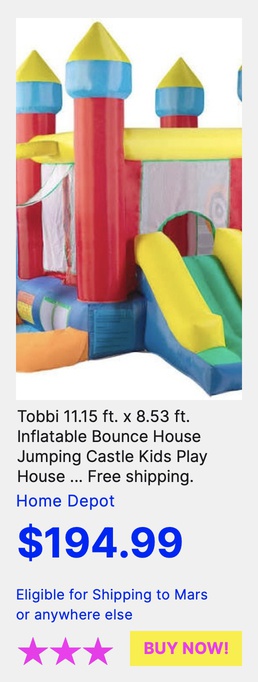 Tobbi 11.15 ft. x 8.53 ft.
Inflatable Bounce House
Jumping Castle Kids Play
House ... Free shipping.
Home Depot
$194.99
Eligible for Shipping to Mars
or anywhere else
BUY NOW!